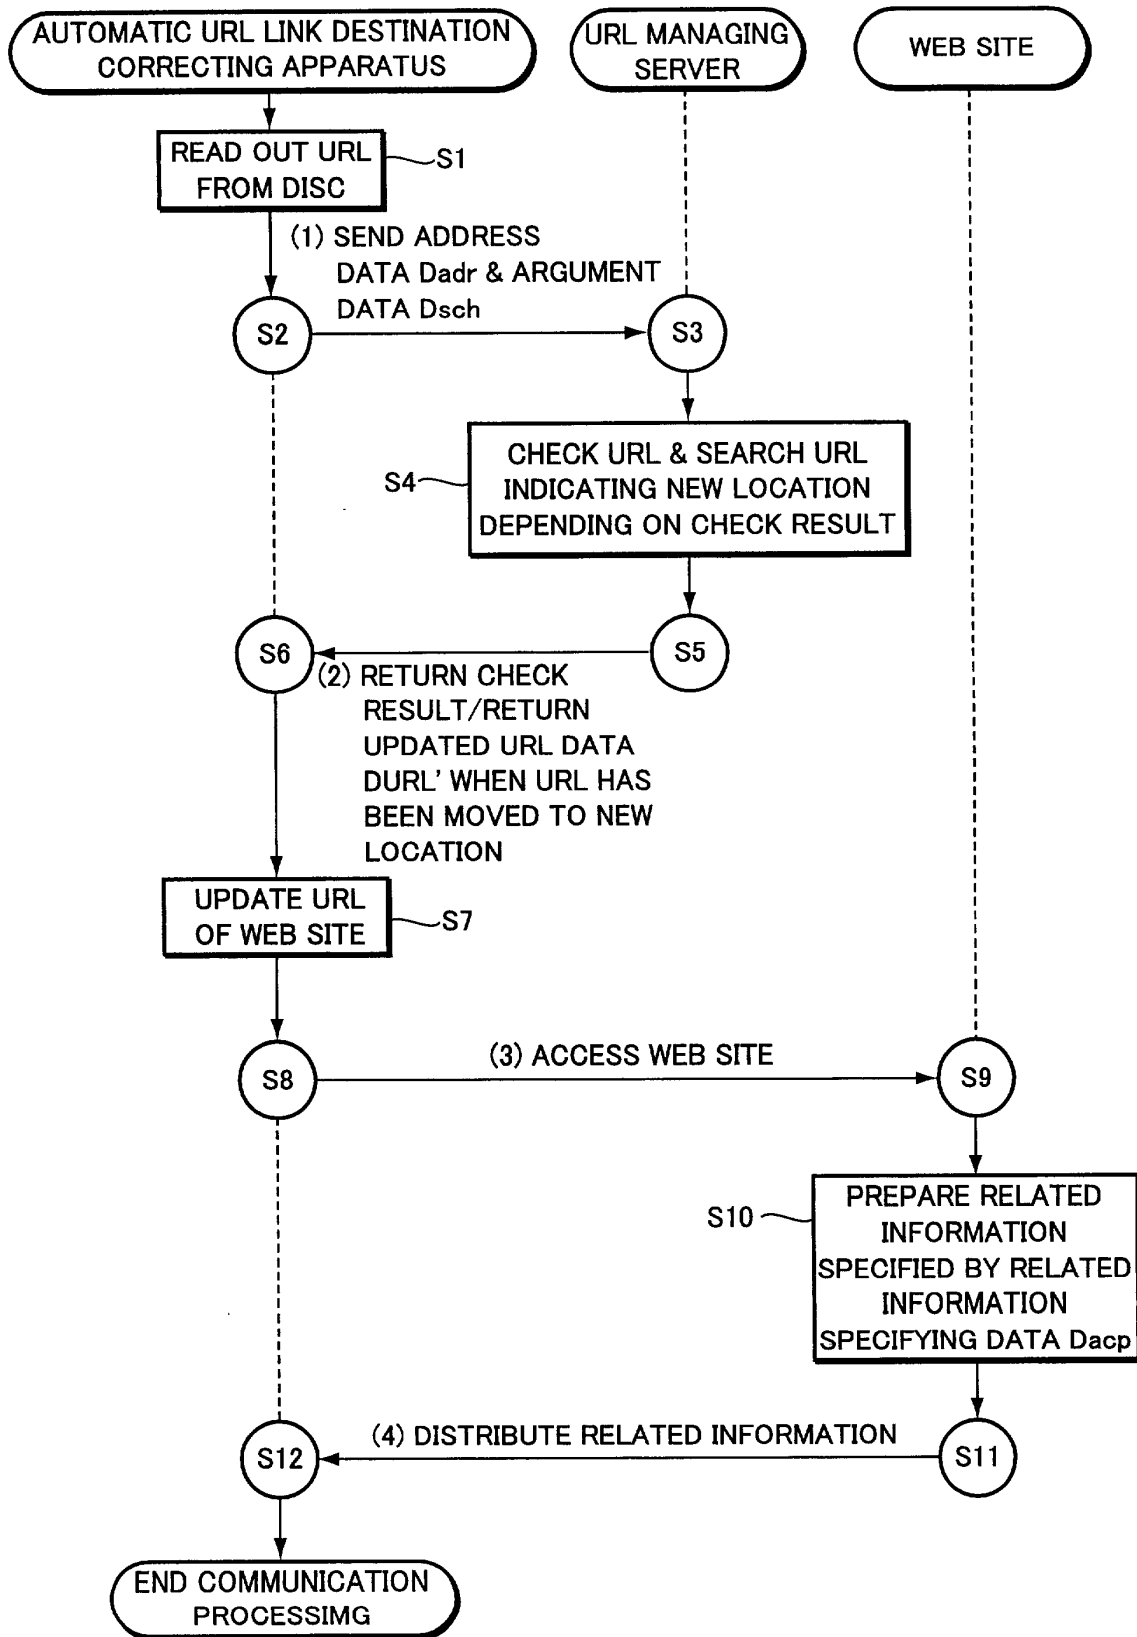 AUTOMATIC URL LINK DESTINATION
CORRECTING APPARATUS
URL MANAGING
SERVER
WEB SITE
READ OUT URL
FROM DISC
S1
(1) SEND ADDRESS
DATA Dadr & ARGUMENT
DATA Dsch
S2
S3
CHECK URL & SEARCH URL
INDICATING NEW LOCATION
DEPENDING ON CHECK RESULT
S4
S6
S5
(2) RETURN CHECK
RESULT/RETURN
UPDATED URL DATA
DURL' WHEN URL HAS
BEEN MOVED TO NEW
LOCATION
UPDATE URL
OF WEB SITE
S7
(3) ACCESS WEB SITE
S8
S9
S10
PREPARE RELATED
INFORMATION
SPECIFIED BY RELATED
INFORMATION
SPECIFYING DATA Dacp
(4) DISTRIBUTE RELATED INFORMATION
S12
S11
END COMMUNICATION
PROCESSIMG